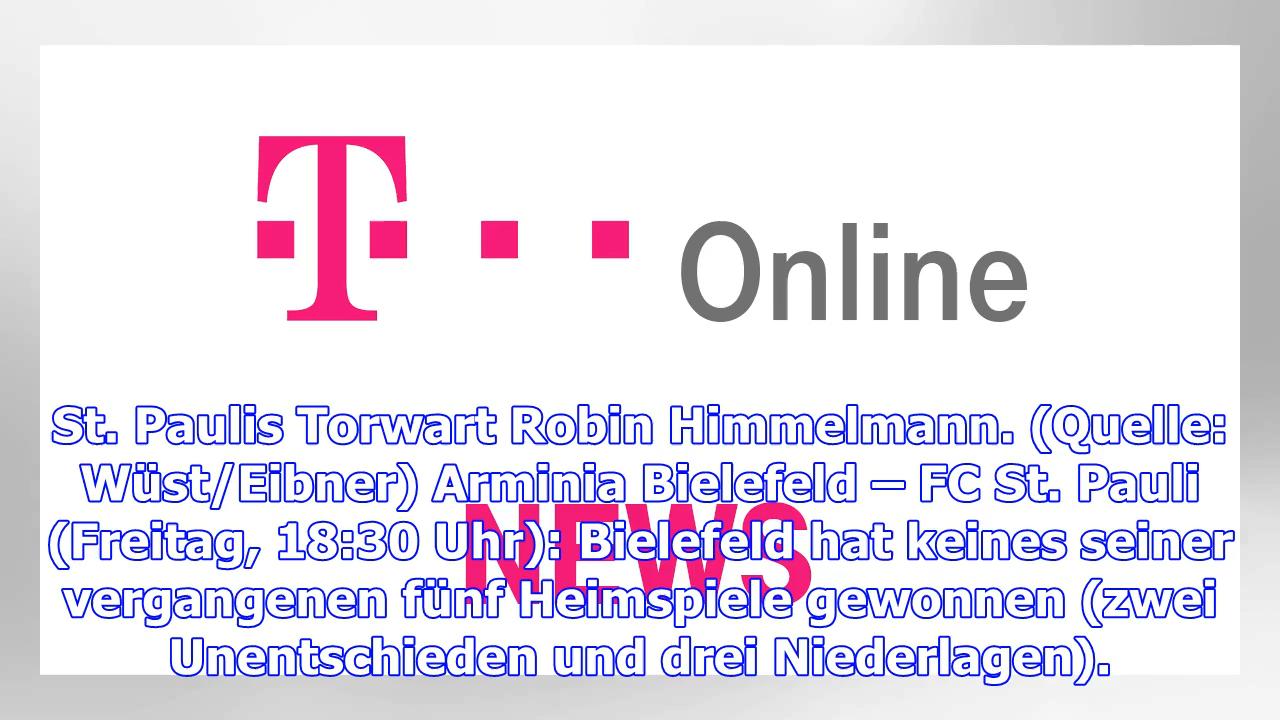 T Online
St. Paulis Torwart Robin Himmelmann. (Quelle:
Wüst/Eibner) Arminia Bielefeld – FC St. Pauli
NEWS
(Freitag, 18:30 Uhr): Bielefeld hat keines seiner
vergangenen fünf Heimspiele gewonnen (zwei
Unentschieden und drei Niederlagen).